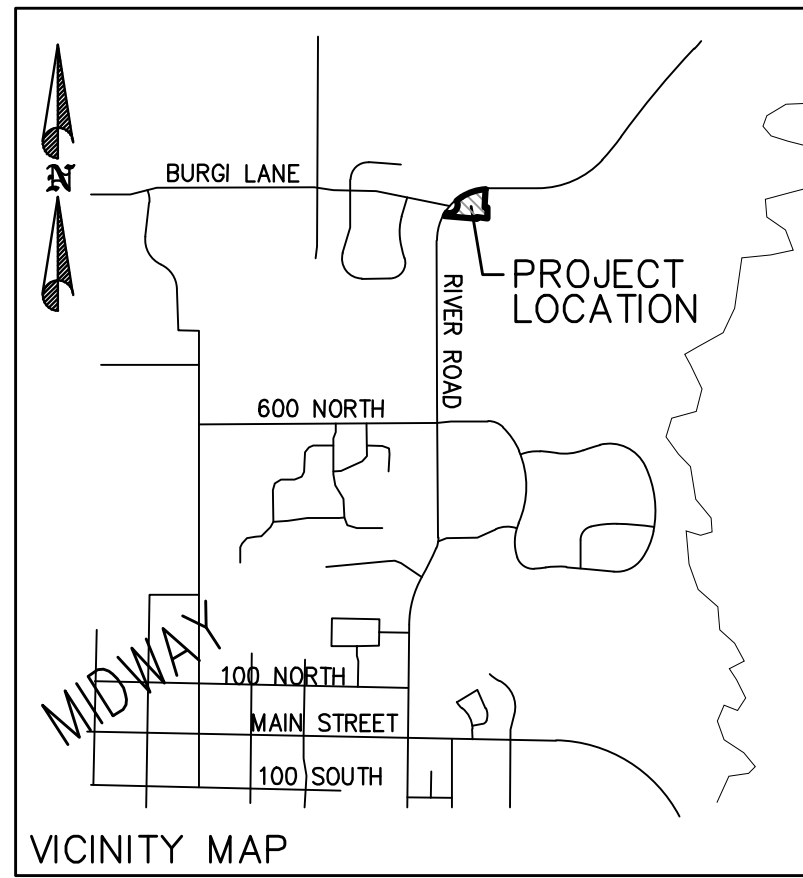 N
BURGI LANE
PROJECT
LOCATION
RIVER ROAD
600 NORTH
MIDWAY
100 NORTH
MAIN STREET
100 SOUTH
VICINITY MAP